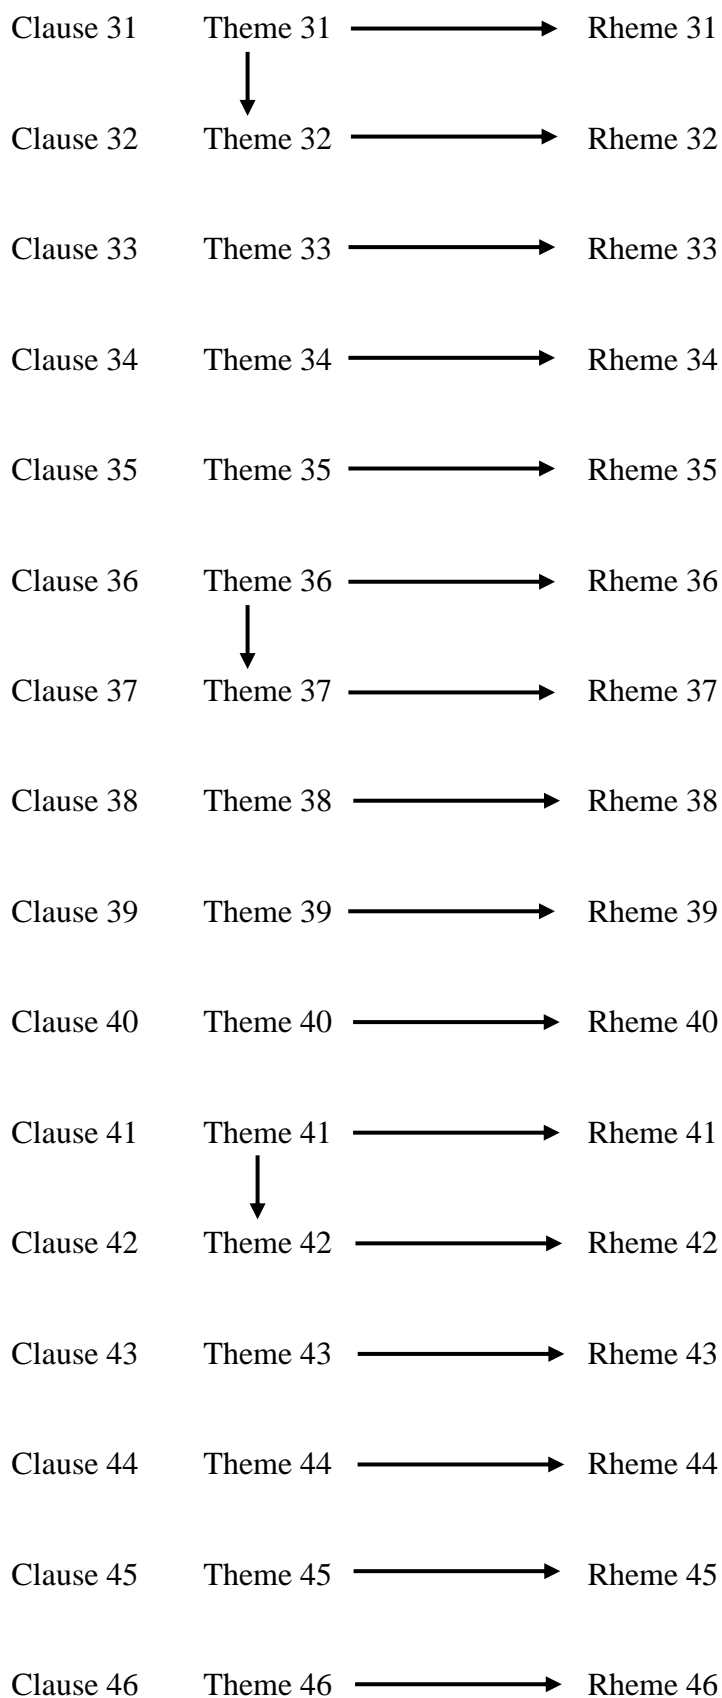 Clause 31 Theme 31 Rheme 31
Clause 32 Theme 32 Rheme 32
Clause 33 Theme 33 Rheme 33
Clause 34 Theme 34 Rheme 34
Clause 35 Theme 35 Rheme 35
Clause 36 Theme 36 Rheme 36
Clause 37 Theme 37 Rheme 37
Clause 38 Theme 38 Rheme 38
Clause 39 Theme 39 Rheme 39
Clause 40 Theme 40 Rheme 40
Clause 41 Theme 41 Rheme 41
Clause 42 Theme 42 Rheme 42
Clause 43 Theme 43 Rheme 43
Clause 44 Theme 44 Rheme 44
Clause 45 Theme 45 Rheme 45
Clause 46 Theme 46 Rheme 46